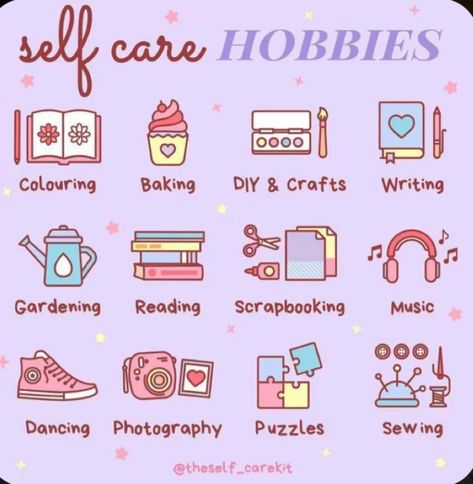 self care HOBBIES
Colouring Baking DIY & Crafts Writing
Gardening Reading Scrapbooking Music
Dancing Photography Puzzles Sewing
@theself_carekit